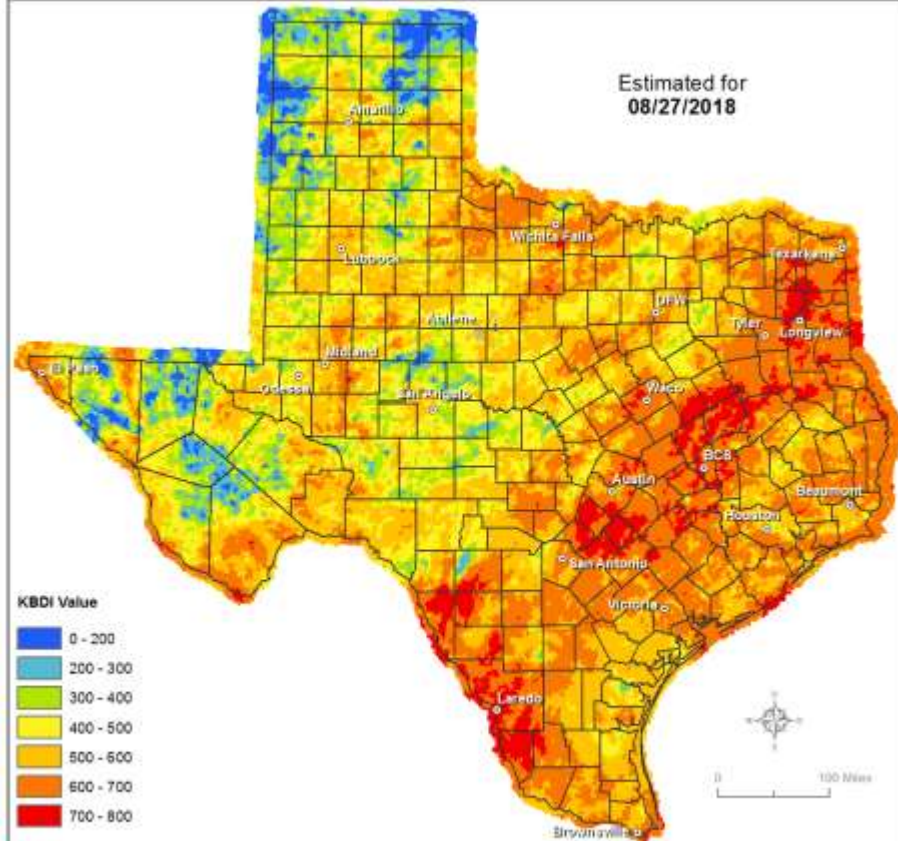 Estimated for
08/27/2018
Amarillo
Wichita Falls
Texarkana
Lubbock
DFW
Abilene
Tyler
Longview
Midland
El Paso
Odessa
San Angelo
Waco
BCS
Austin
Beaumont
Houston
San Antonio
Victoria
Laredo
Brownsville
KBDI Value
0 - 200
200 - 300
300 - 400
400 - 500
500 - 600
600 - 700
700 - 800
0 100 Miles